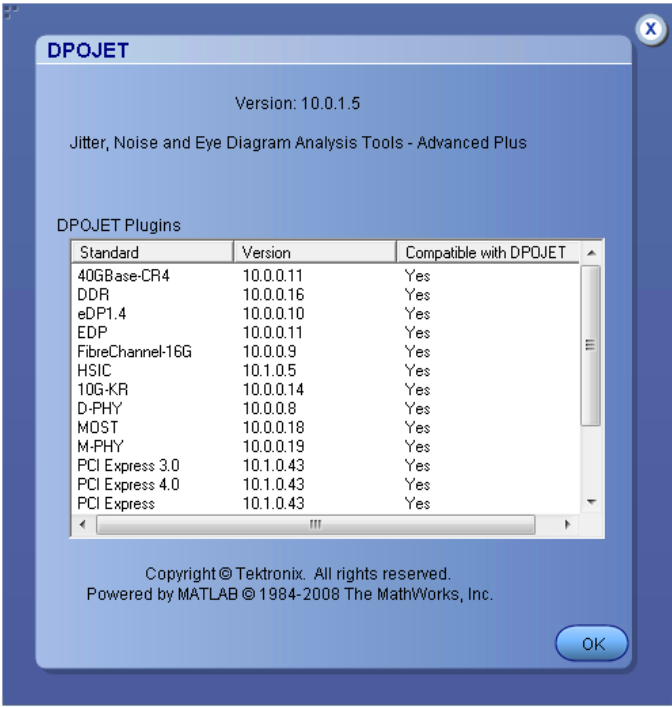 X
DPOJET
Version: 10.0.1.5
Jitter, Noise and Eye Diagram Analysis Tools - Advanced Plus
DPOJET Plugins
Standard Version Compatible with DPOJET
40GBase-CR4 10.0.0.11 Yes
DDR 10.0.0.16 Yes
eDP1.4 10.0.0.10 Yes
EDP 10.0.0.11 Yes
FibreChannel-16G 10.0.0.9 Yes
HSIC 10.1.0.5 Yes
10G-KR 10.0.0.14 Yes
D-PHY 10.0.0.8 Yes
MOST 10.0.0.18 Yes
M-PHY 10.0.0.19 Yes
PCI Express 3.0 10.1.0.43 Yes
PCI Express 4.0 10.1.0.43 Yes
PCI Express 10.1.0.43 Yes
Copyright © Tektronix. All rights reserved.
Powered by MATLAB © 1984-2008 The MathWorks, Inc.
OK